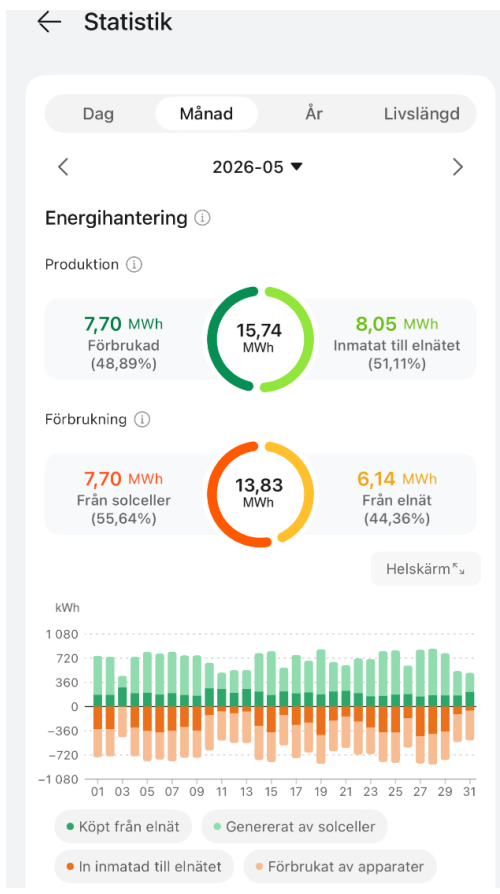 Statistik
Dag Månad År Livslängd
2026-05
Energihantering
Produktion
7,70 MWh
Förbrukad
(48,89%)
15,74
MWh
8,05 MWh
Inmatat till elnätet
(51,11%)
Förbrukning
7,70 MWh
Från solceller
(55,64%)
13,83
MWh
6,14 MWh
Från elnät
(44,36%)
Helskärm
kWh
1 080
720
360
0
−360
−720
−1 080
01 03 05 07 09 11 13 15 17 19 21 23 25 27 29 31
Köpt från elnät
Genererat av solceller
In inmatad till elnätet
Förbrukat av apparater